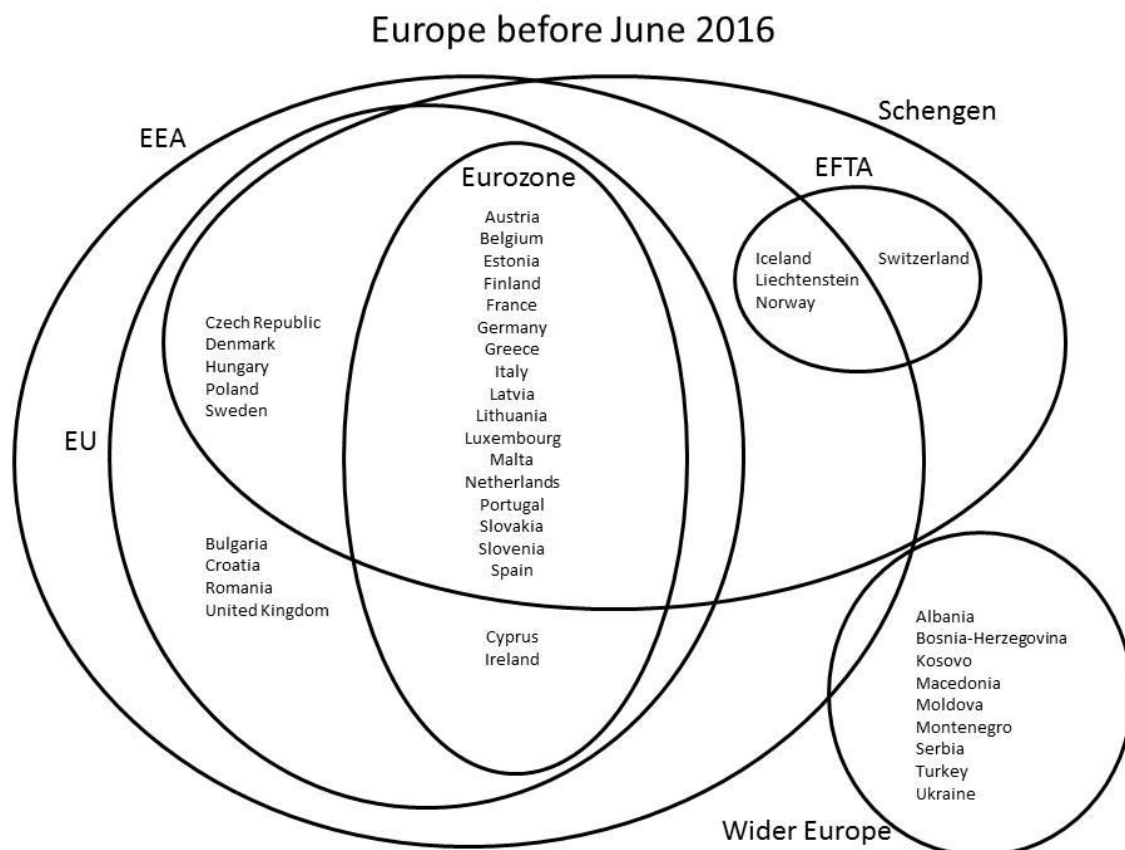 Europe before June 2016
Schengen
EEA
EFTA
Eurozone
Austria
Belgium
Estonia
Finland
France
Germany
Greece
Italy
Latvia
Lithuania
Luxembourg
Malta
Netherlands
Portugal
Slovakia
Slovenia
Spain
Iceland
Liechtenstein
Norway
Switzerland
Czech Republic
Denmark
Hungary
Poland
Sweden
EU
Bulgaria
Croatia
Romania
United Kingdom
Cyprus
Ireland
Albania
Bosnia-Herzegovina
Kosovo
Macedonia
Moldova
Montenegro
Serbia
Turkey
Ukraine
Wider Europe